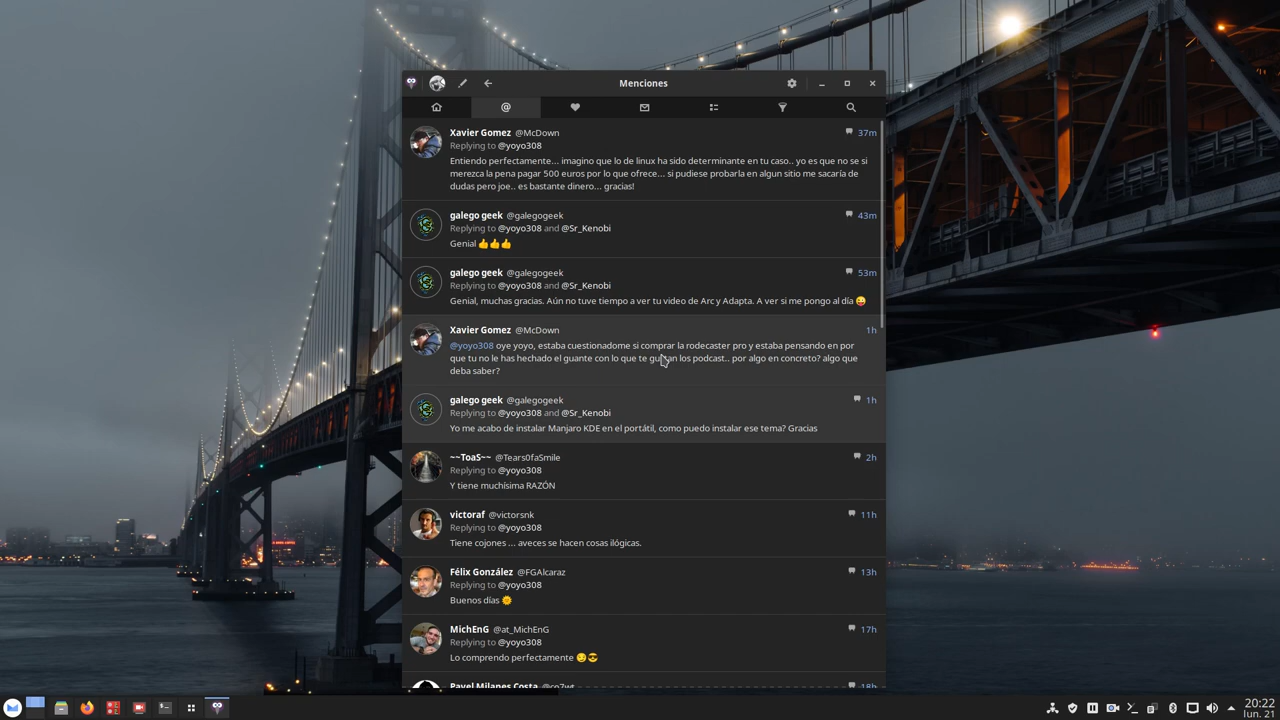 Menciones
@
Xavier Gomez @McDown 37m
Replying to @yoyo308
Entiendo perfectamente... imagino que lo de linux ha sido determinante en tu caso.. yo es que no se si
merezca la pena pagar 500 euros por lo que ofrece... si pudiese probarla en algun sitio me sacaría de
dudas pero joe.. es bastante dinero... gracias!
galego geek @galegogeek 43m
Replying to @yoyo308 and @Sr_Kenobi
Genial 👍👍👍
galego geek @galegogeek 53m
Replying to @yoyo308 and @Sr_Kenobi
Genial, muchas gracias. Aún no tuve tiempo a ver tu video de Arc y Adapta. A ver si me pongo al día 😜
Xavier Gomez @McDown 1h
@yoyo308 oye yoyo, estaba cuestionadome si comprar la rodecaster pro y estaba pensando en por
que tu no le has hechado el guante con lo que te gustan los podcast.. por algo en concreto? algo que
deba saber?
galego geek @galegogeek 1h
Replying to @yoyo308 and @Sr_Kenobi
Yo me acabo de instalar Manjaro KDE en el portátil, como puedo instalar ese tema? Gracias
~~ToaS~~ @Tears0faSmile 2h
Replying to @yoyo308
Y tiene muchísima RAZÓN
victoraf @victorsnk 11h
Replying to @yoyo308
Tiene cojones ... aveces se hacen cosas ilógicas.
Félix González @FGAlcaraz 13h
Replying to @yoyo308
Buenos días 🌞
MichEnG @at_MichEnG 17h
Replying to @yoyo308
Lo comprendo perfectamente 😏😎
Pavel Milanes Costa @co7wt 18h
20:22
lun. 21